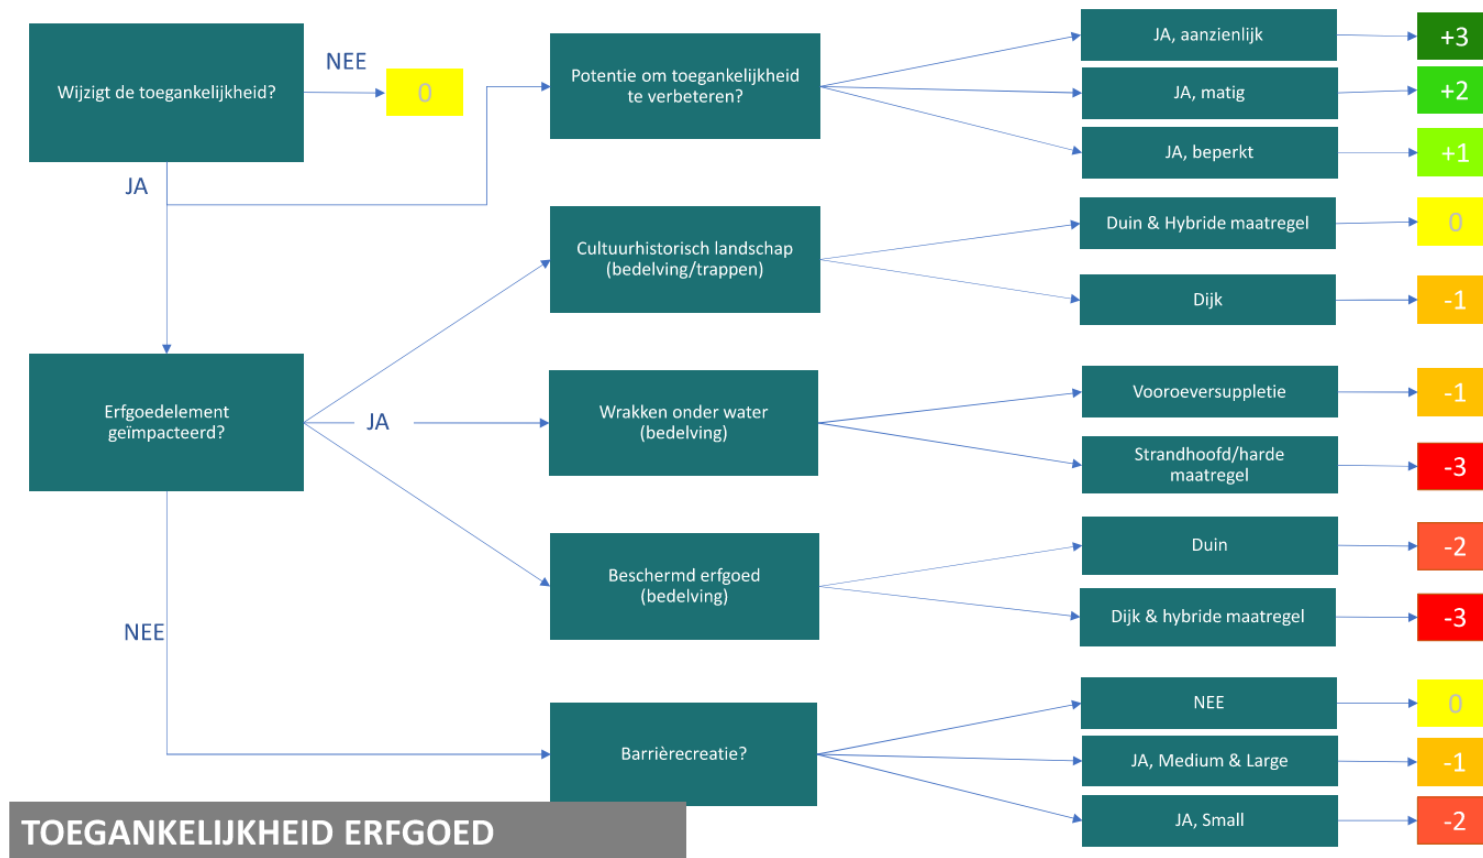 Wijzigt de toegankelijkheid?
NEE
0
JA
Potentie om toegankelijkheid
te verbeteren?
JA, aanzienlijk
+3
JA, matig
+2
JA, beperkt
+1
Cultuurhistorisch landschap
(bedelving/trappen)
Duin & Hybride maatregel
0
Dijk
-1
Erfgoedelement
geïmpacteerd?
JA
Wrakken onder water
(bedelving)
Vooroeversuppletie
-1
Strandhoofd/harde
maatregel
-3
Beschermd erfgoed
(bedelving)
Duin
-2
Dijk & hybride maatregel
-3
NEE
Barrièrecreatie?
NEE
0
JA, Medium & Large
-1
JA, Small
-2
TOEGANKELIJKHEID ERFGOED